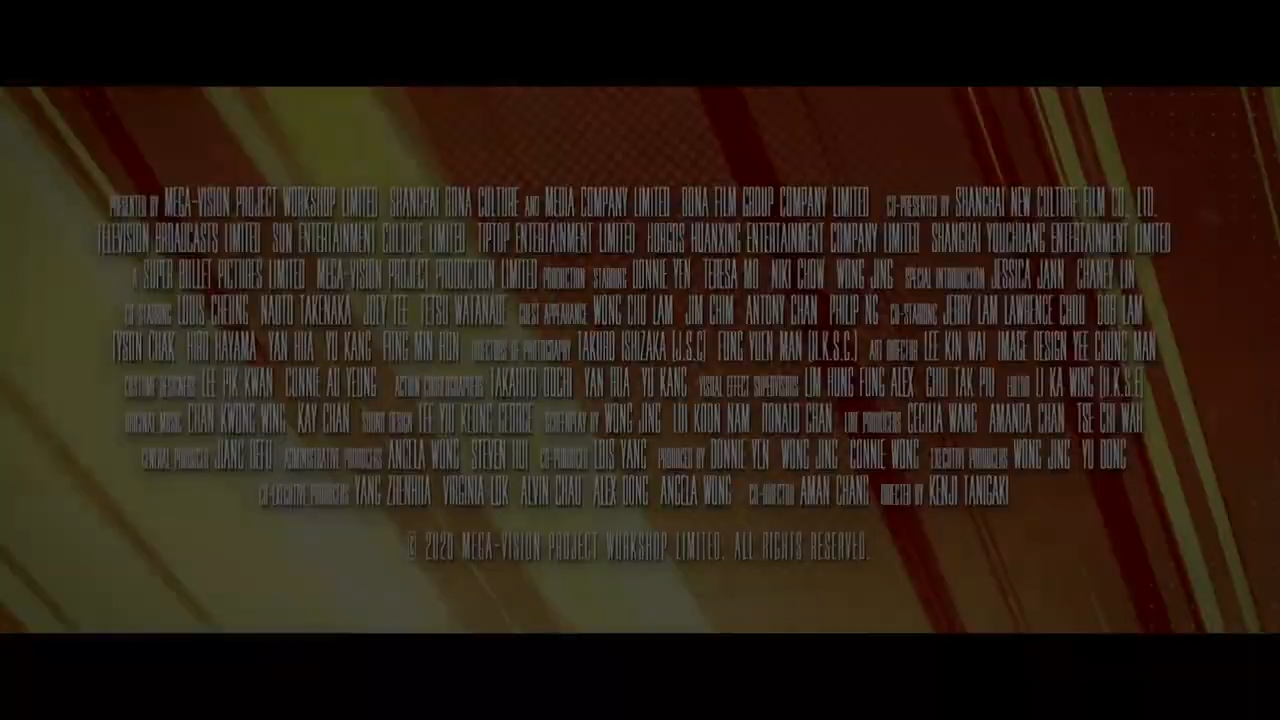 PRESENTED BY MEGA-VISION PROJECT WORKSHOP LIMITED SHANGHAI BONA CULTURE AND MEDIA COMPANY LIMITED BONA FILM GROUP COMPANY LIMITED CO-PRESENTED BY SHANGHAI NEW CULTURE FILM CO., LTD.
TELEVISION BROADCASTS LIMITED SUN ENTERTAINMENT CULTURE LIMITED TIPTOP ENTERTAINMENT LIMITED HORGOS HUANXING ENTERTAINMENT COMPANY LIMITED SHANGHAI YOUCHUANG ENTERTAINMENT LIMITED
A SUPER BULLET PICTURES LIMITED MEGA-VISION PROJECT PRODUCTION LIMITED PRODUCTION STARRING DONNIE YEN TERESA MO NIKI CHOW WONG JING SPECIAL INTRODUCTION JESSICA JANN CHANEY LIN
CO-STARRING LOUIS CHEUNG NAOTO TAKENAKA JOEY TEE TETSU WATANABE GUEST APPEARANCE WONG CHO LAM JIM CHIM ANTONY CHAN PHILIP NG CO-STARRING JERRY LAM LAWRENCE CHOU BOB LAM
TYSON CHAK HIRO HAYAMA YAN HUA YU KANG FUNG MIN HUN DIRECTORS OF PHOTOGRAPHY TAKURO ISHIZAKA (J.S.C) FUNG YUEN MAN (H.K.S.C.) ART DIRECTOR LEE KIN WAI IMAGE DESIGN YEE CHUNG MAN
COSTUME DESIGNERS LEE PIK KWAN CONNIE AU YEUNG ACTION CHOREOGRAPHERS TAKAHITO OUCHI YAN HUA YU KANG VISUAL EFFECT SUPERVISORS LIM HUNG FUNG ALEX CHOI TAK PIU EDITOR LI KA WING (H.K.S.E)
ORIGINAL MUSIC CHAN KWONG WING KAY CHAN SOUND DESIGN LEE YIU KEUNG GEORGE SCREENPLAY BY WONG JING LUI KOON NAM RONALD CHAN LINE PRODUCERS CECILIA WANG AMANDA CHAN TSE CHI WAH
GENERAL PRODUCER JIANG DEFU ADMINISTRATIVE PRODUCERS ANGELA WONG STEVEN HUI CO-PRODUCER LOIS YANG PRODUCED BY DONNIE YEN WONG JING CONNIE WONG EXECUTIVE PRODUCERS WONG JING YU DONG
CO-EXECUTIVE PRODUCERS YANG ZHENHUA VIRGINIA LOK ALVIN CHAU ALEX DONG ANGELA WONG CO-DIRECTOR AMAN CHANG DIRECTED BY KENJI TANIGAKI
© 2020 MEGA-VISION PROJECT WORKSHOP LIMITED. ALL RIGHTS RESERVED.